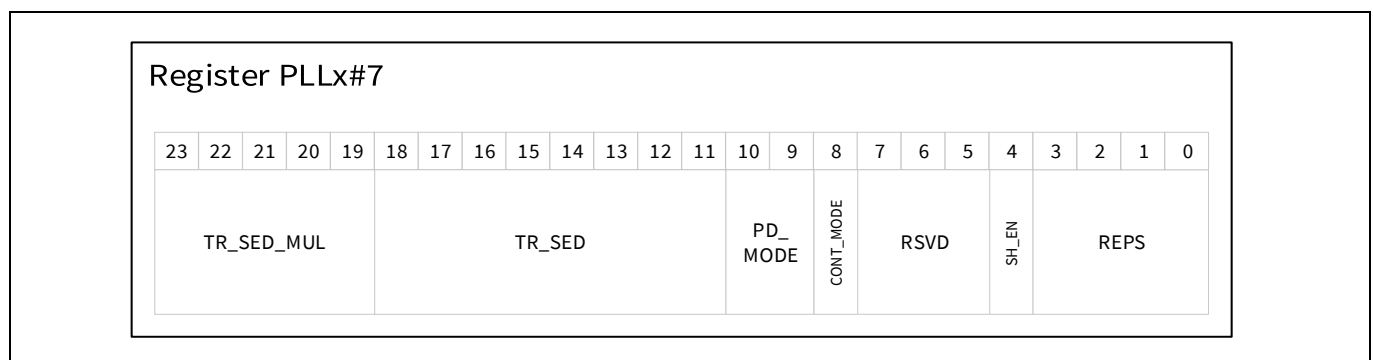 Register PLLx#7
23 22 21 20 19 18 17 16 15 14 13 12 11 10 9 8 7 6 5 4 3 2 1 0
TR_SED_MUL TR_SED PD_ CONT_MODE RSVD SH_EN REPS
MODE